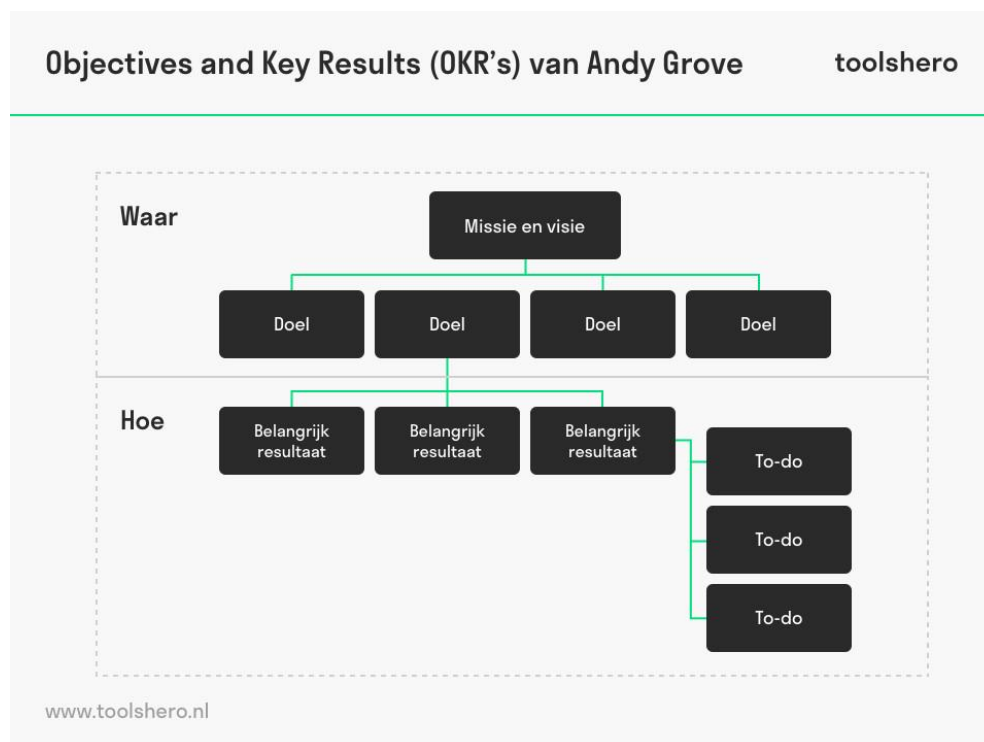 Objectives and Key Results (OKR's) van Andy Grove
toolshero
Waar
Missie en visie
Doel
Doel
Doel
Doel
Hoe
Belangrijk
resultaat
Belangrijk
resultaat
Belangrijk
resultaat
To-do
To-do
To-do
www.toolshero.nl